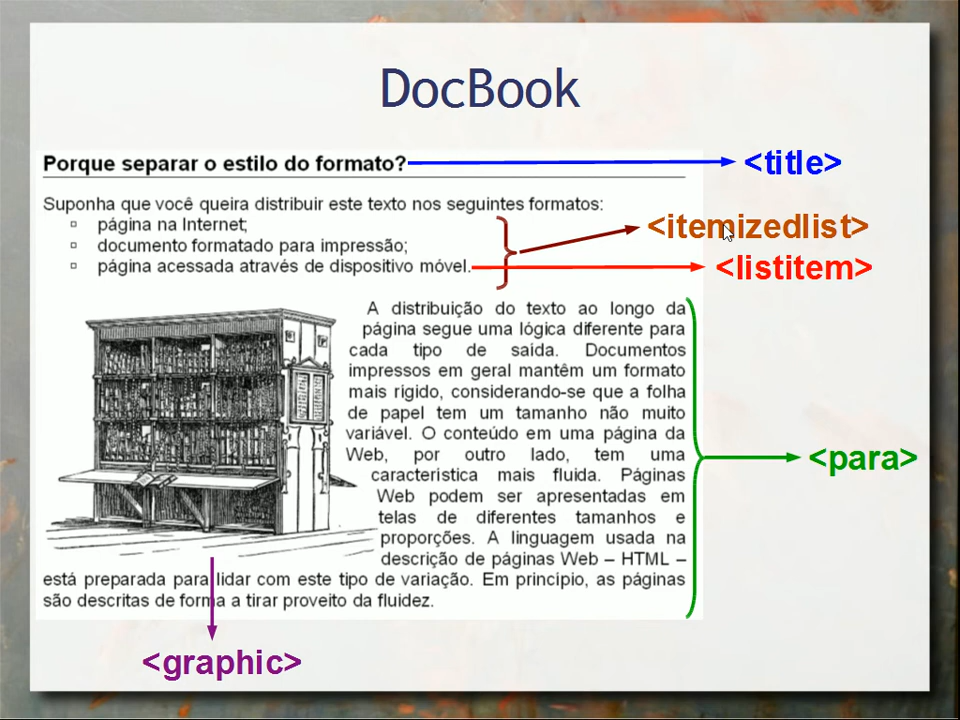 DocBook
Porque separar o estilo do formato?
<title>
Suponha que você queira distribuir este texto nos seguintes formatos:
página na Internet;
<itemizedlist>
documento formatado para impressão;
página acessada através de dispositivo móvel.
<listitem>
A distribuição do texto ao longo da
página segue uma lógica diferente para
cada tipo de saída. Documentos
impressos em geral mantêm um formato
mais rígido, considerando-se que a folha
de papel tem um tamanho não muito
variável. O conteúdo em uma página da
Web, por outro lado, tem uma
característica mais fluida. Páginas
Web podem ser apresentadas em
telas de diferentes tamanhos e
proporções. A linguagem usada na
descrição de páginas Web – HTML –
está preparada para lidar com este tipo de variação. Em princípio, as páginas
são descritas de forma a tirar proveito da fluidez.
<para>
<graphic>